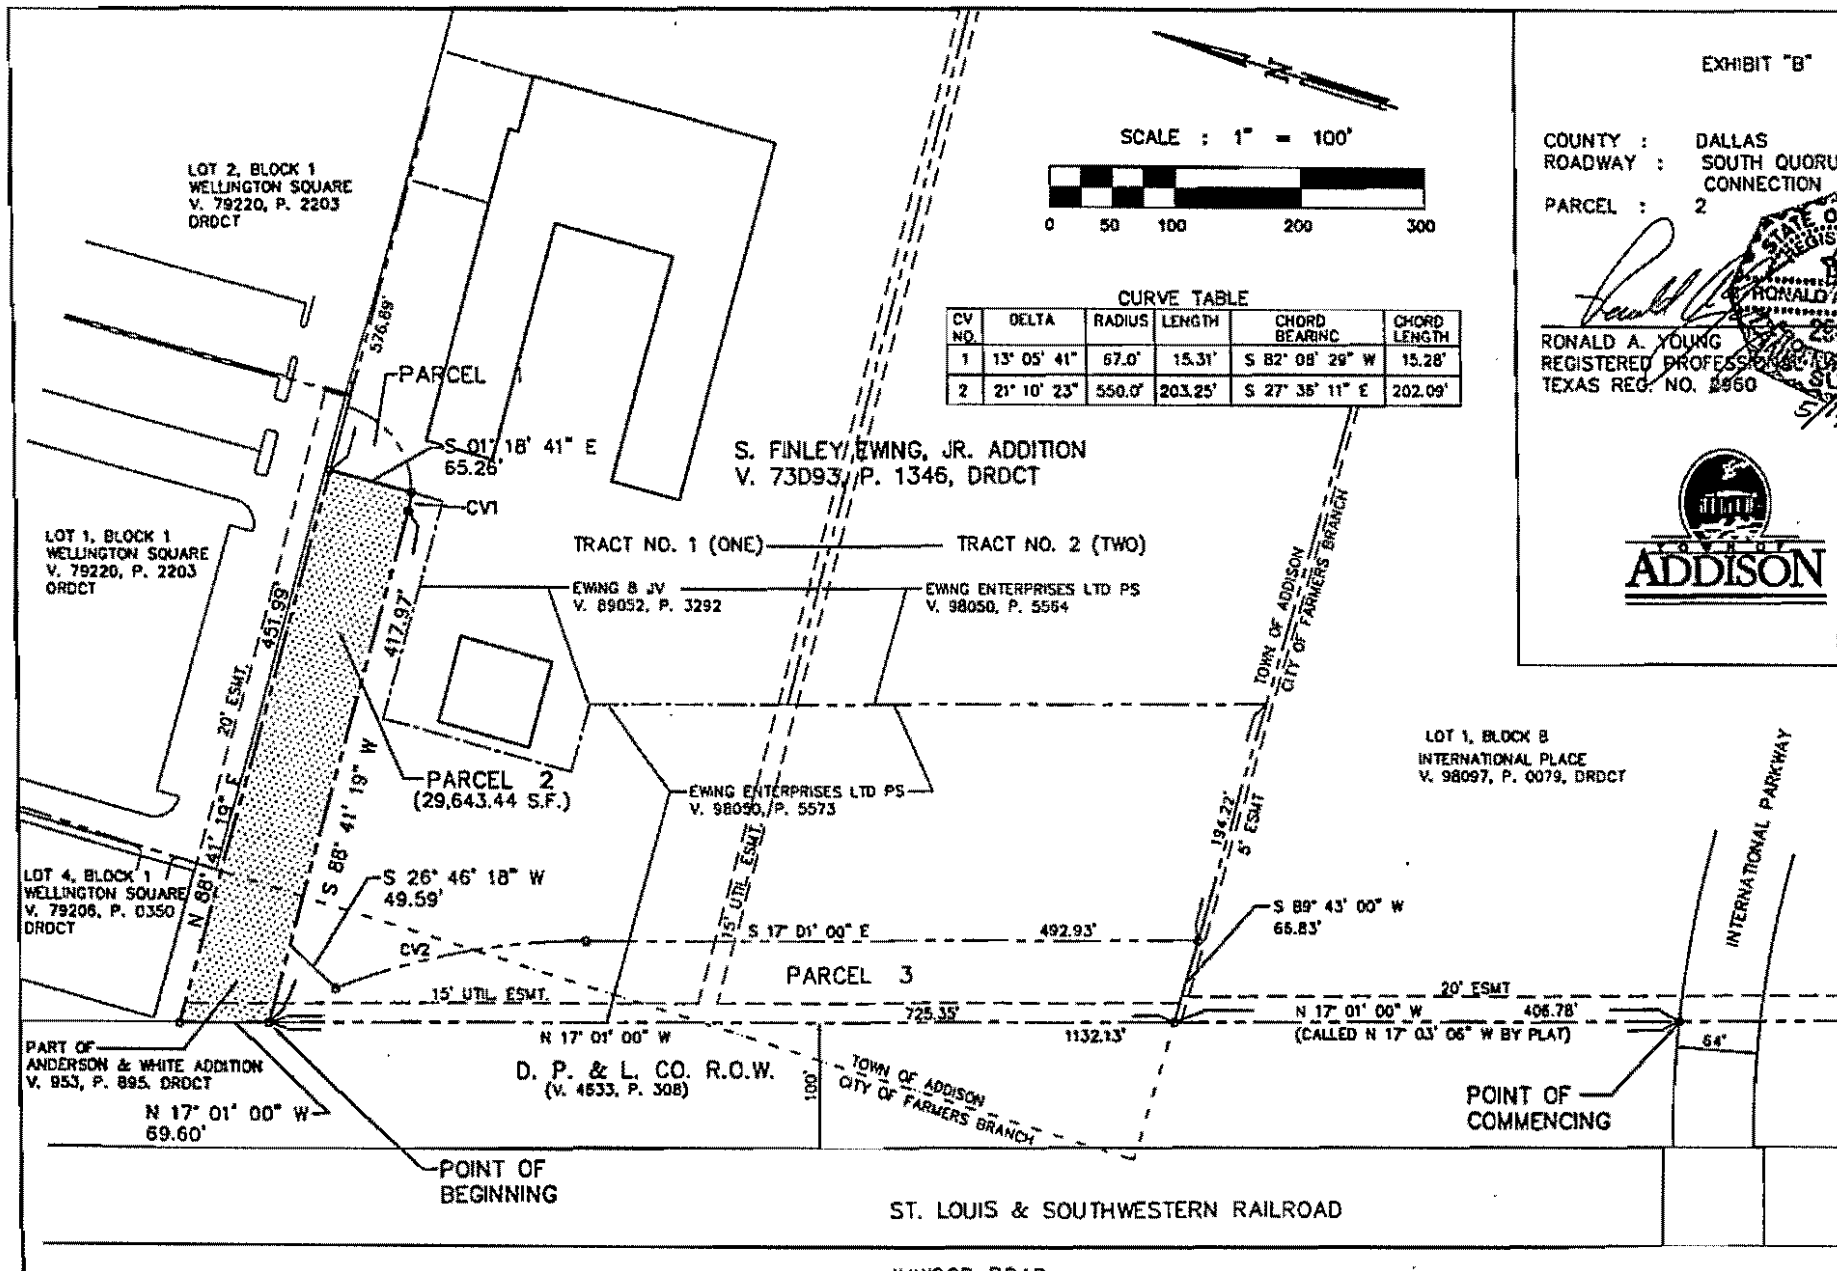 EXHIBIT "B"
COUNTY : DALLAS
ROADWAY : SOUTH QUORU
CONNECTION
PARCEL : 2
STATE O
REGIS
RONALD A
RONALD A. YOUNG
REGISTERED PROFESSIONAL
TEXAS REG. NO. 2960
TOWN OF
ADDISON
N
SCALE : 1" = 100'
0 50 100 200 300
CURVE TABLE
CV NO. DELTA RADIUS LENGTH CHORD BEARING CHORD LENGTH
1 13° 05' 41" 67.0' 15.31' S 82° 08' 29" W 15.28'
2 21° 10' 23" 550.0' 203.25' S 27° 36' 11" E 202.09'
LOT 2, BLOCK 1
WELLINGTON SQUARE
V. 79220, P. 2203
DRDCT
576.89'
PARCEL 1
S 01° 18' 41" E
65.26'
CV1
S. FINLEY EWING, JR. ADDITION
V. 73093, P. 1346, DRDCT
LOT 1, BLOCK 1
WELLINGTON SQUARE
V. 79220, P. 2203
DRDCT
TRACT NO. 1 (ONE)
TRACT NO. 2 (TWO)
EWING 8 JV
V. 89052, P. 3292
EWING ENTERPRISES LTD PS
V. 98050, P. 5564
TOWN OF ADDISON
CITY OF FARMERS BRANCH
451.99'
417.97'
20' ESMT.
N 88° 41' 19" E
S 88° 41' 19" W
PARCEL 2
(29,643.44 S.F.)
EWING ENTERPRISES LTD PS
V. 98050, P. 5573
LOT 1, BLOCK B
INTERNATIONAL PLACE
V. 98097, P. 0079, DRDCT
INTERNATIONAL PARKWAY
194.22'
5' ESMT
15' UTIL ESMT.
LOT 4, BLOCK 1
WELLINGTON SQUARE
V. 79206, P. 0350
DRDCT
S 26° 46' 18" W
49.59'
CV2
S 17° 01' 00" E 492.93'
S 89° 43' 00" W
66.83'
PARCEL 3
15' UTIL ESMT.
20' ESMT
725.35'
N 17° 01' 00" W 406.78'
(CALLED N 17° 03' 06" W BY PLAT)
N 17° 01' 00" W
1132.13'
64'
PART OF
ANDERSON & WHITE ADDITION
V. 953, P. 895. DRDCT
D. P. & L. CO. R.O.W.
(V. 4633, P. 308)
100'
TOWN OF ADDISON
CITY OF FARMERS BRANCH
POINT OF
COMMENCING
N 17° 01' 00" W
69.60'
POINT OF
BEGINNING
ST. LOUIS & SOUTHWESTERN RAILROAD